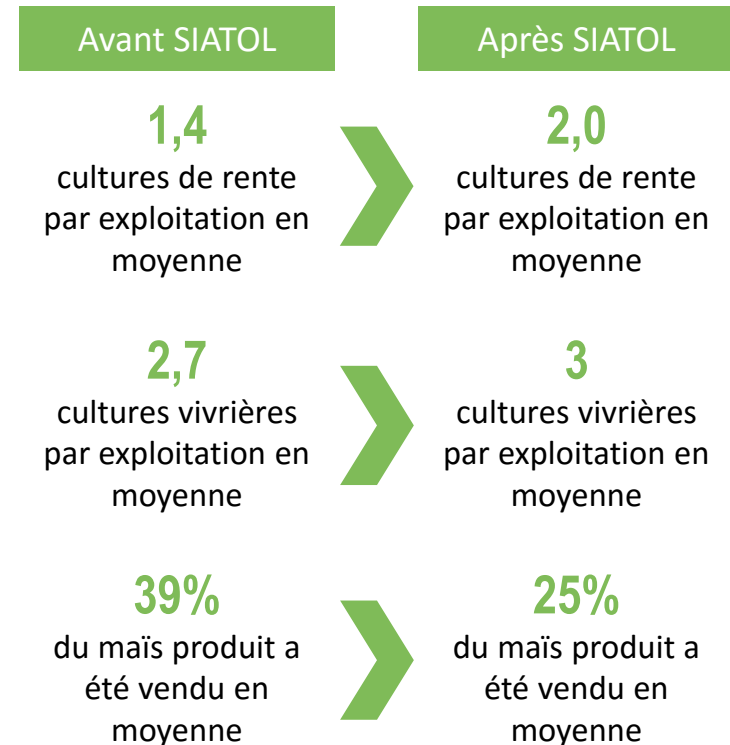 Avant SIATOL
Après SIATOL
1,4
cultures de rente
par exploitation en
moyenne
2,0
cultures de rente
par exploitation en
moyenne
2,7
cultures vivrières
par exploitation en
moyenne
3
cultures vivrières
par exploitation en
moyenne
39%
du maïs produit a
été vendu en
moyenne
25%
du maïs produit a
été vendu en
moyenne